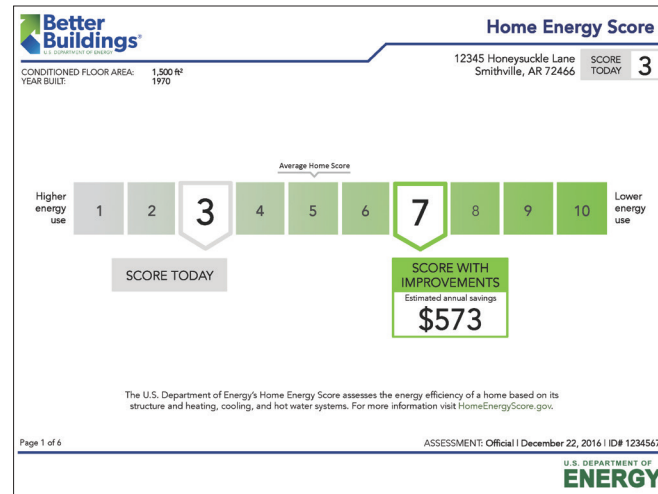 Better
Buildings®
U.S. DEPARTMENT OF ENERGY
Home Energy Score
12345 Honeysuckle Lane
Smithville, AR 72466
SCORE
TODAY
3
CONDITIONED FLOOR AREA: 1,500 ft²
YEAR BUILT: 1970
Average Home Score
Higher
energy
use
1 2 3 4 5 6 7 8 9 10
Lower
energy
use
SCORE TODAY
SCORE WITH
IMPROVEMENTS
Estimated annual savings
$573
The U.S. Department of Energy's Home Energy Score assesses the energy efficiency of a home based on its
structure and heating, cooling, and hot water systems. For more information visit HomeEnergyScore.gov.
Page 1 of 6
ASSESSMENT: Official | December 22, 2016 | ID# 1234567
U.S. DEPARTMENT OF
ENERGY